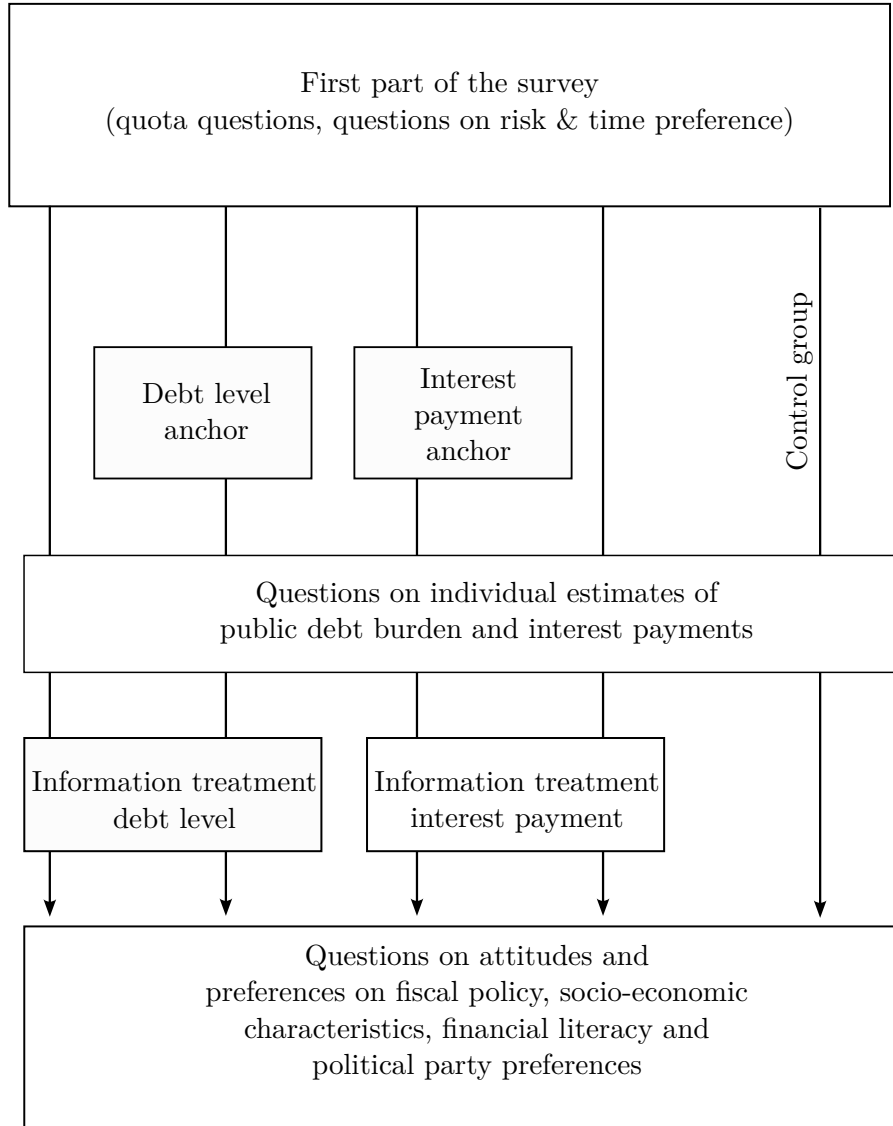 First part of the survey
(quota questions, questions on risk & time preference)
Control group
Debt level
anchor
Interest
payment
anchor
Questions on individual estimates of
public debt burden and interest payments
Information treatment
debt level
Information treatment
interest payment
Questions on attitudes and
preferences on fiscal policy, socio-economic
characteristics, financial literacy and
political party preferences